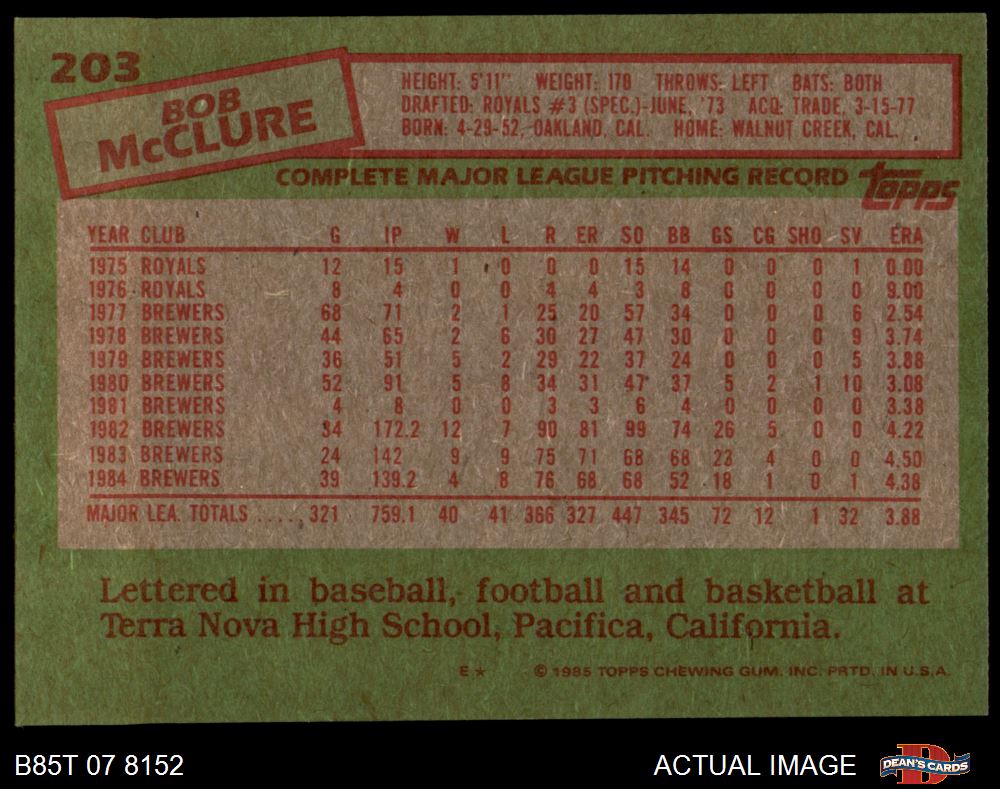 203
BOB
McCLURE
HEIGHT: 5'11" WEIGHT: 170 THROWS: LEFT BATS: BOTH
DRAFTED: ROYALS #3 (SPEC.)-JUNE, '73 ACQ: TRADE, 3-15-77
BORN: 4-29-52, OAKLAND, CAL. HOME: WALNUT CREEK, CAL.
COMPLETE MAJOR LEAGUE PITCHING RECORD topps
YEAR CLUB G IP W L R ER SO BB GS CG SHO SV ERA
1975 ROYALS 12 15 1 0 0 0 15 14 0 0 0 1 0.00
1976 ROYALS 8 4 0 0 4 4 3 8 0 0 0 0 9.00
1977 BREWERS 68 71 2 1 25 20 57 34 0 0 0 6 2.54
1978 BREWERS 44 65 2 6 30 27 47 30 0 0 0 9 3.74
1979 BREWERS 36 51 5 2 29 22 37 24 0 0 0 5 3.88
1980 BREWERS 52 91 5 8 34 31 47 37 5 2 1 10 3.08
1981 BREWERS 4 8 0 0 3 3 6 4 0 0 0 0 3.38
1982 BREWERS 34 172.2 12 7 90 81 99 74 26 5 0 0 4.22
1983 BREWERS 24 142 9 9 75 71 68 68 23 4 0 0 4.50
1984 BREWERS 39 139.2 4 8 76 68 68 52 18 1 0 1 4.38
MAJOR LEA. TOTALS ..... 321 759.1 40 41 366 327 447 345 72 12 1 32 3.88
Lettered in baseball, football and basketball at
Terra Nova High School, Pacifica, California.
E★ © 1985 TOPPS CHEWING GUM, INC. PRTD. IN U.S.A.
B85T 07 8152 ACTUAL IMAGE DEAN'S CARDS